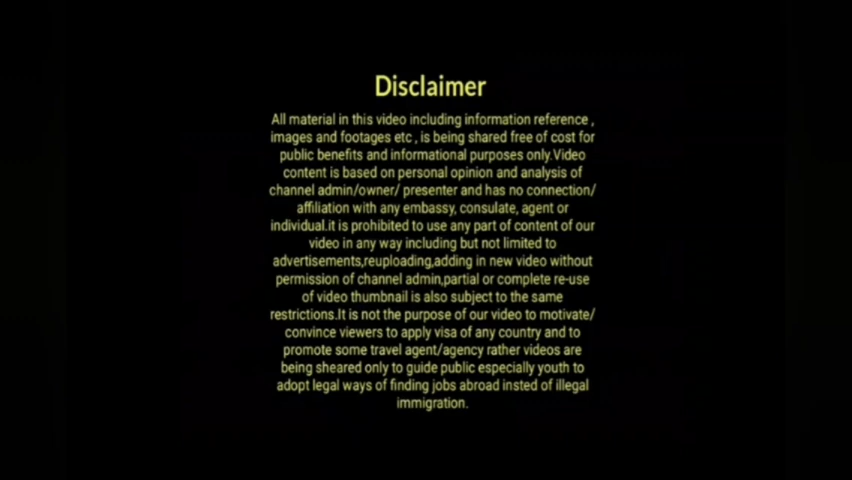 Disclaimer
All material in this video including information reference ,
images and footages etc , is being shared free of cost for
public benefits and informational purposes only.Video
content is based on personal opinion and analysis of
channel admin/owner/ presenter and has no connection/
affiliation with any embassy, consulate, agent or
individual.it is prohibited to use any part of content of our
video in any way including but not limited to
advertisements,reuploading,adding in new video without
permission of channel admin,partial or complete re-use
of video thumbnail is also subject to the same
restrictions.It is not the purpose of our video to motivate/
convince viewers to apply visa of any country and to
promote some travel agent/agency rather videos are
being sheared only to guide public especially youth to
adopt legal ways of finding jobs abroad insted of illegal
immigration.